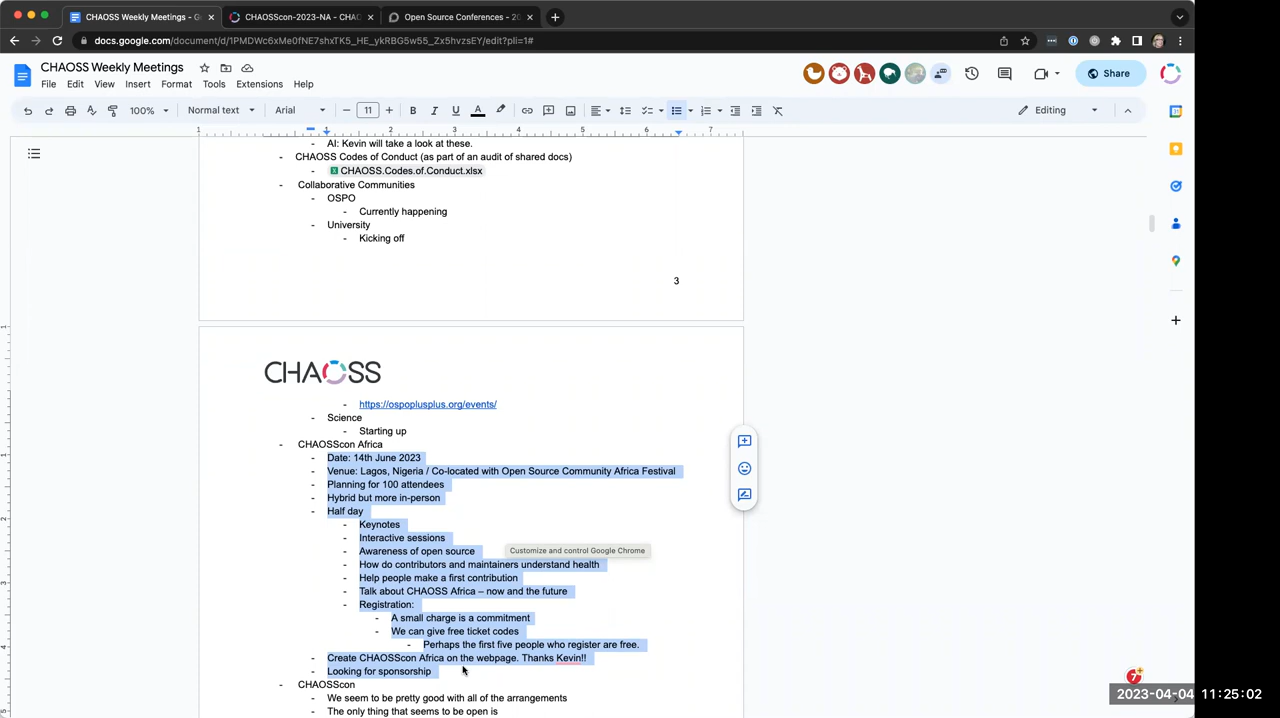 CHAOSS Weekly Meetings - G
CHAOSScon-2023-NA - CHAO
Open Source Conferences - 20
docs.google.com/document/d/1PMDWc6xMe0fNE7shxTK5_HE_ykRBG5w55_Zx5hvzsEY/edit?pli=1#
CHAOSS Weekly Meetings
File Edit View Insert Format Tools Extensions Help
Share
100% Normal text Arial 11 Editing
1 1 2 3 4 5 6 7
- AI: Kevin will take a look at these.
- CHAOSS Codes of Conduct (as part of an audit of shared docs)
- CHAOSS.Codes.of.Conduct.xlsx
- Collaborative Communities
- OSPO
- Currently happening
- University
- Kicking off
3
CHAOSS
- https://ospoplusplus.org/events/
- Science
- Starting up
- CHAOSScon Africa
- Date: 14th June 2023
- Venue: Lagos, Nigeria / Co-located with Open Source Community Africa Festival
- Planning for 100 attendees
- Hybrid but more in-person
- Half day
- Keynotes
- Interactive sessions
- Awareness of open source
Customize and control Google Chrome
- How do contributors and maintainers understand health
- Help people make a first contribution
- Talk about CHAOSS Africa – now and the future
- Registration:
- A small charge is a commitment
- We can give free ticket codes
- Perhaps the first five people who register are free.
- Create CHAOSScon Africa on the webpage. Thanks Kevin!!
- Looking for sponsorship
- CHAOSScon
- We seem to be pretty good with all of the arrangements
- The only thing that seems to be open is
7
2023-04-04 11:25:02